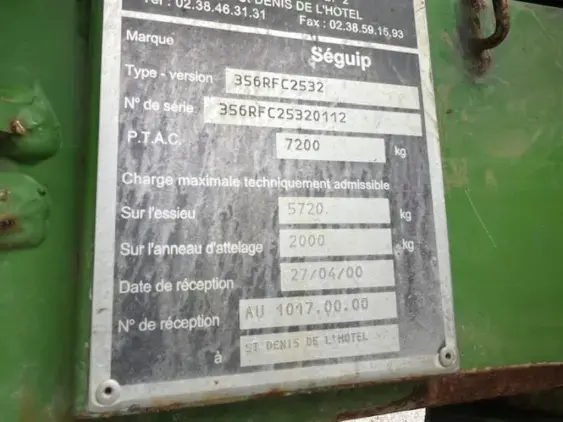 ST DENIS DE L'HOTEL
Tél : 02.38.46.31.31 Fax : 02.38.59.15.93
Marque Séguip
Type - version 356RFC2532
N° de série 356RFC25320112
P.T.A.C. 7200 kg
Charge maximale techniquement admissible
Sur l'essieu 5720 kg
Sur l'anneau d'attelage 2000 kg
Date de réception 27/04/00
N° de réception AU 1017.00.00
à ST DENIS DE L'HOTEL